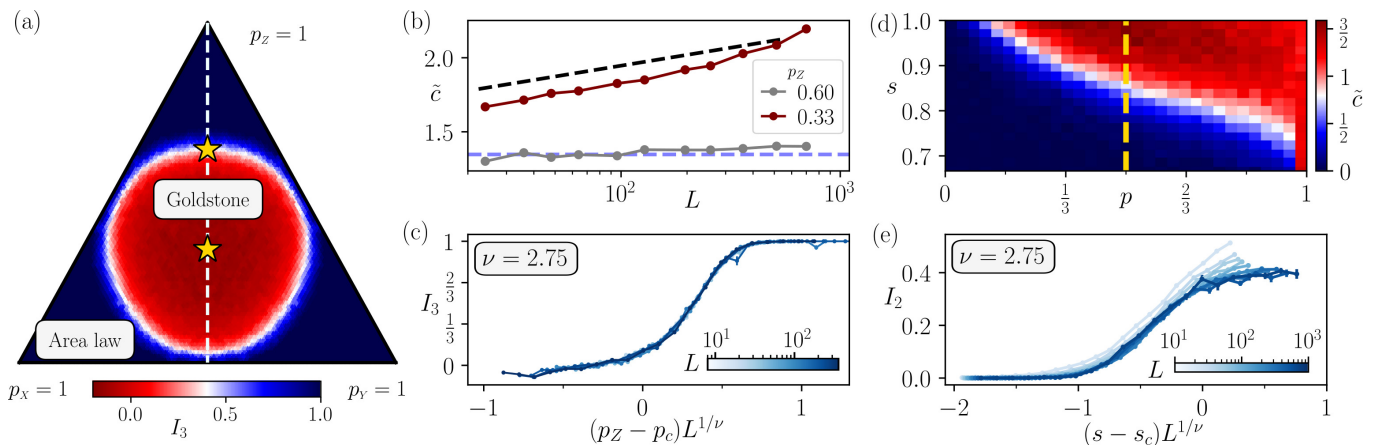 (a)
p_Z = 1
Goldstone
Area law
p_X = 1
p_Y = 1
0.0 0.5 1.0
I_3
(b)
2.0
c̃
1.5
p_Z
0.60
0.33
10^2 10^3
L
(c)
ν = 2.75
1
2/3
I_3
1/3
0
10^1 10^2
L
−1 0 1
(p_Z − p_c)L^{1/ν}
(d)
1.0
0.9
s
0.8
0.7
0 1/3 p 2/3 1
3/2
1
c̃
1/2
0
(e)
ν = 2.75
0.4
I_2
0.2
0.0
10^1 10^2 10^3
L
−2 −1 0 1
(s − s_c)L^{1/ν}